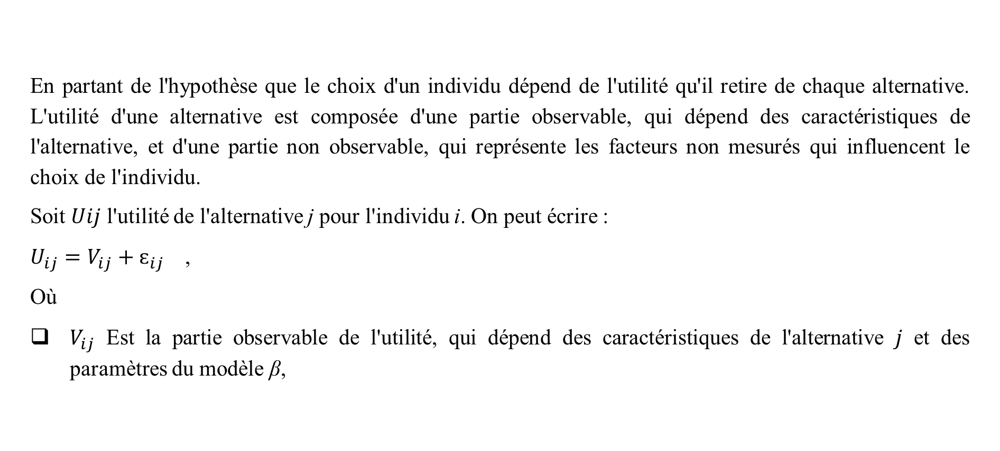 En partant de l'hypothèse que le choix d'un individu dépend de l'utilité qu'il retire de chaque alternative.
L'utilité d'une alternative est composée d'une partie observable, qui dépend des caractéristiques de
l'alternative, et d'une partie non observable, qui représente les facteurs non mesurés qui influencent le
choix de l'individu.
Soit Uij l'utilité de l'alternative j pour l'individu i. On peut écrire :
U_{ij} = V_{ij} + ε_{ij} ,
Où
❑ V_{ij} Est la partie observable de l'utilité, qui dépend des caractéristiques de l'alternative j et des
paramètres du modèle β,